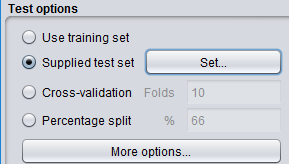 Test options
Use training set
Supplied test set Set...
Cross-validation Folds 10
Percentage split % 66
More options...